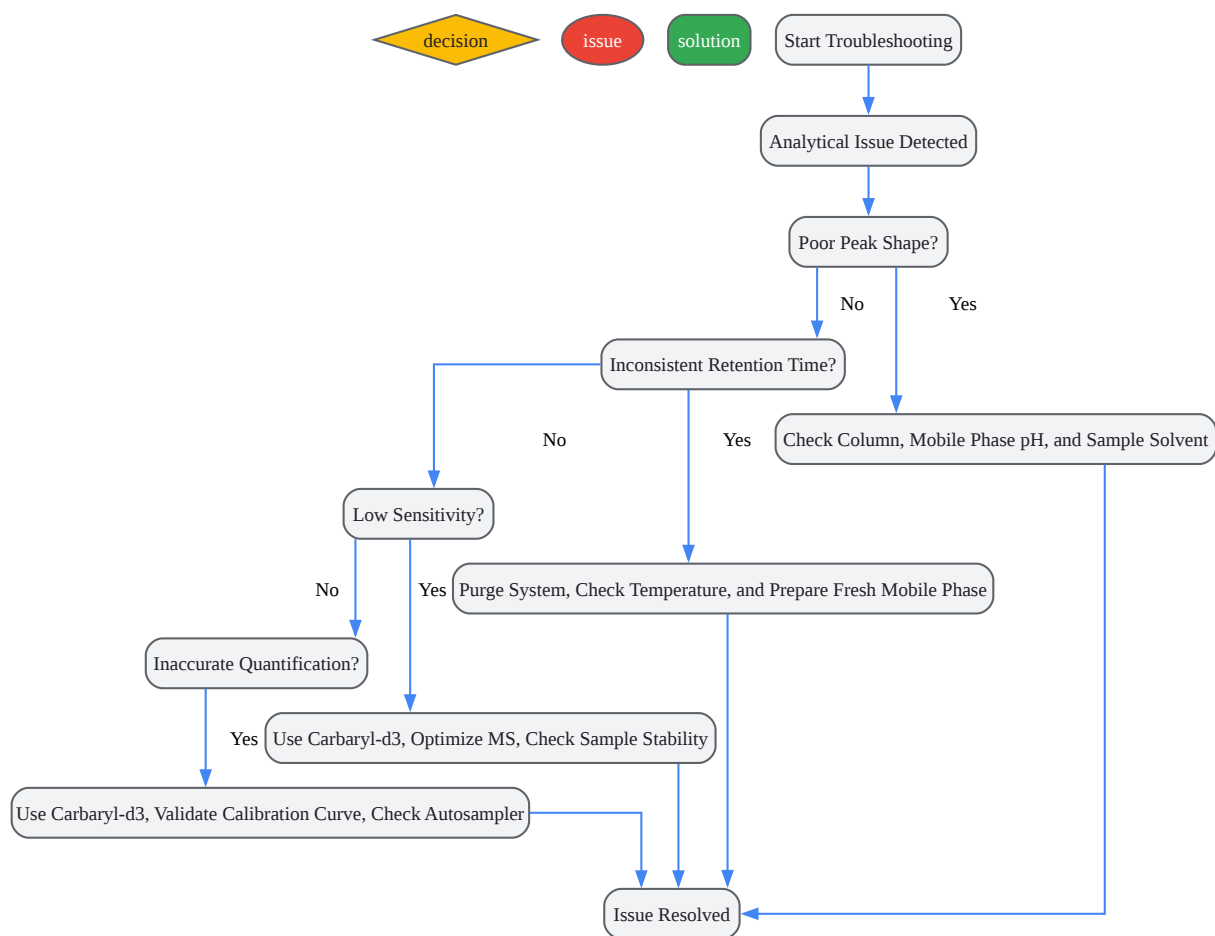 decision
issue
solution
Start Troubleshooting
Analytical Issue Detected
Poor Peak Shape?
No
Yes
Inconsistent Retention Time?
No
Yes
Check Column, Mobile Phase pH, and Sample Solvent
Low Sensitivity?
No
Yes
Purge System, Check Temperature, and Prepare Fresh Mobile Phase
Inaccurate Quantification?
Yes
Use Carbaryl-d3, Optimize MS, Check Sample Stability
Use Carbaryl-d3, Validate Calibration Curve, Check Autosampler
Issue Resolved